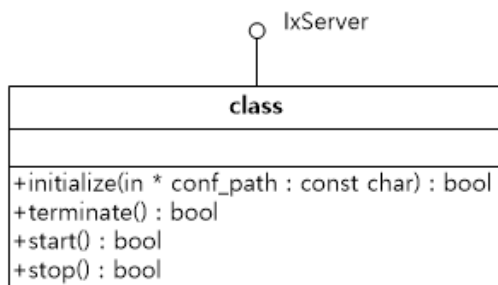 IxServer
class
+initialize(in * conf_path : const char) : bool
+terminate() : bool
+start() : bool
+stop() : bool